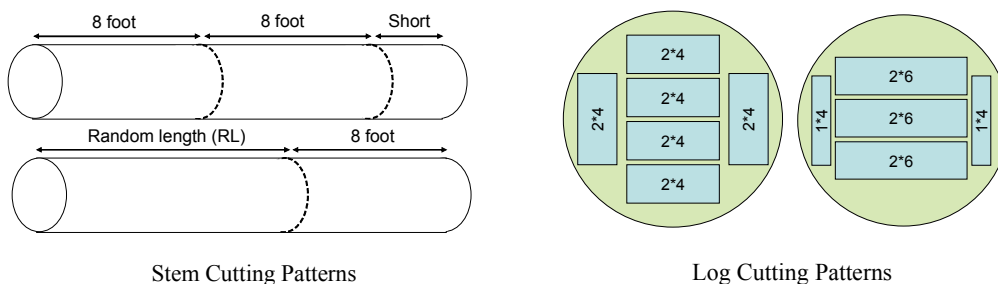 8 foot 8 foot Short
Random length (RL) 8 foot
Stem Cutting Patterns
2*4
2*4
2*4
2*4
2*4
2*4
1*4
2*6
2*6
2*6
1*4
Log Cutting Patterns